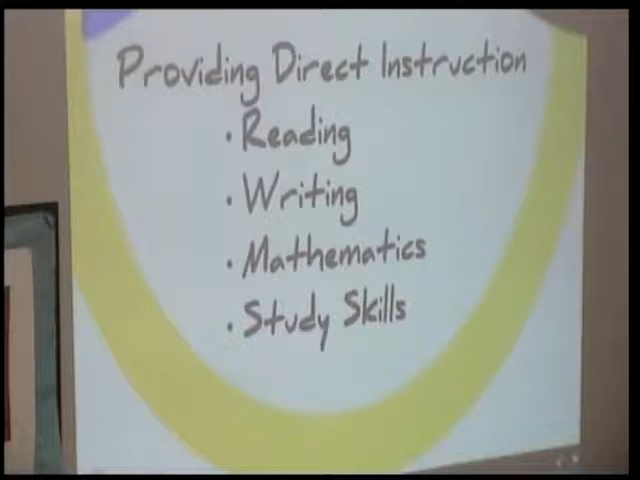 Providing Direct Instruction
· Reading
· Writing
· Mathematics
· Study Skills